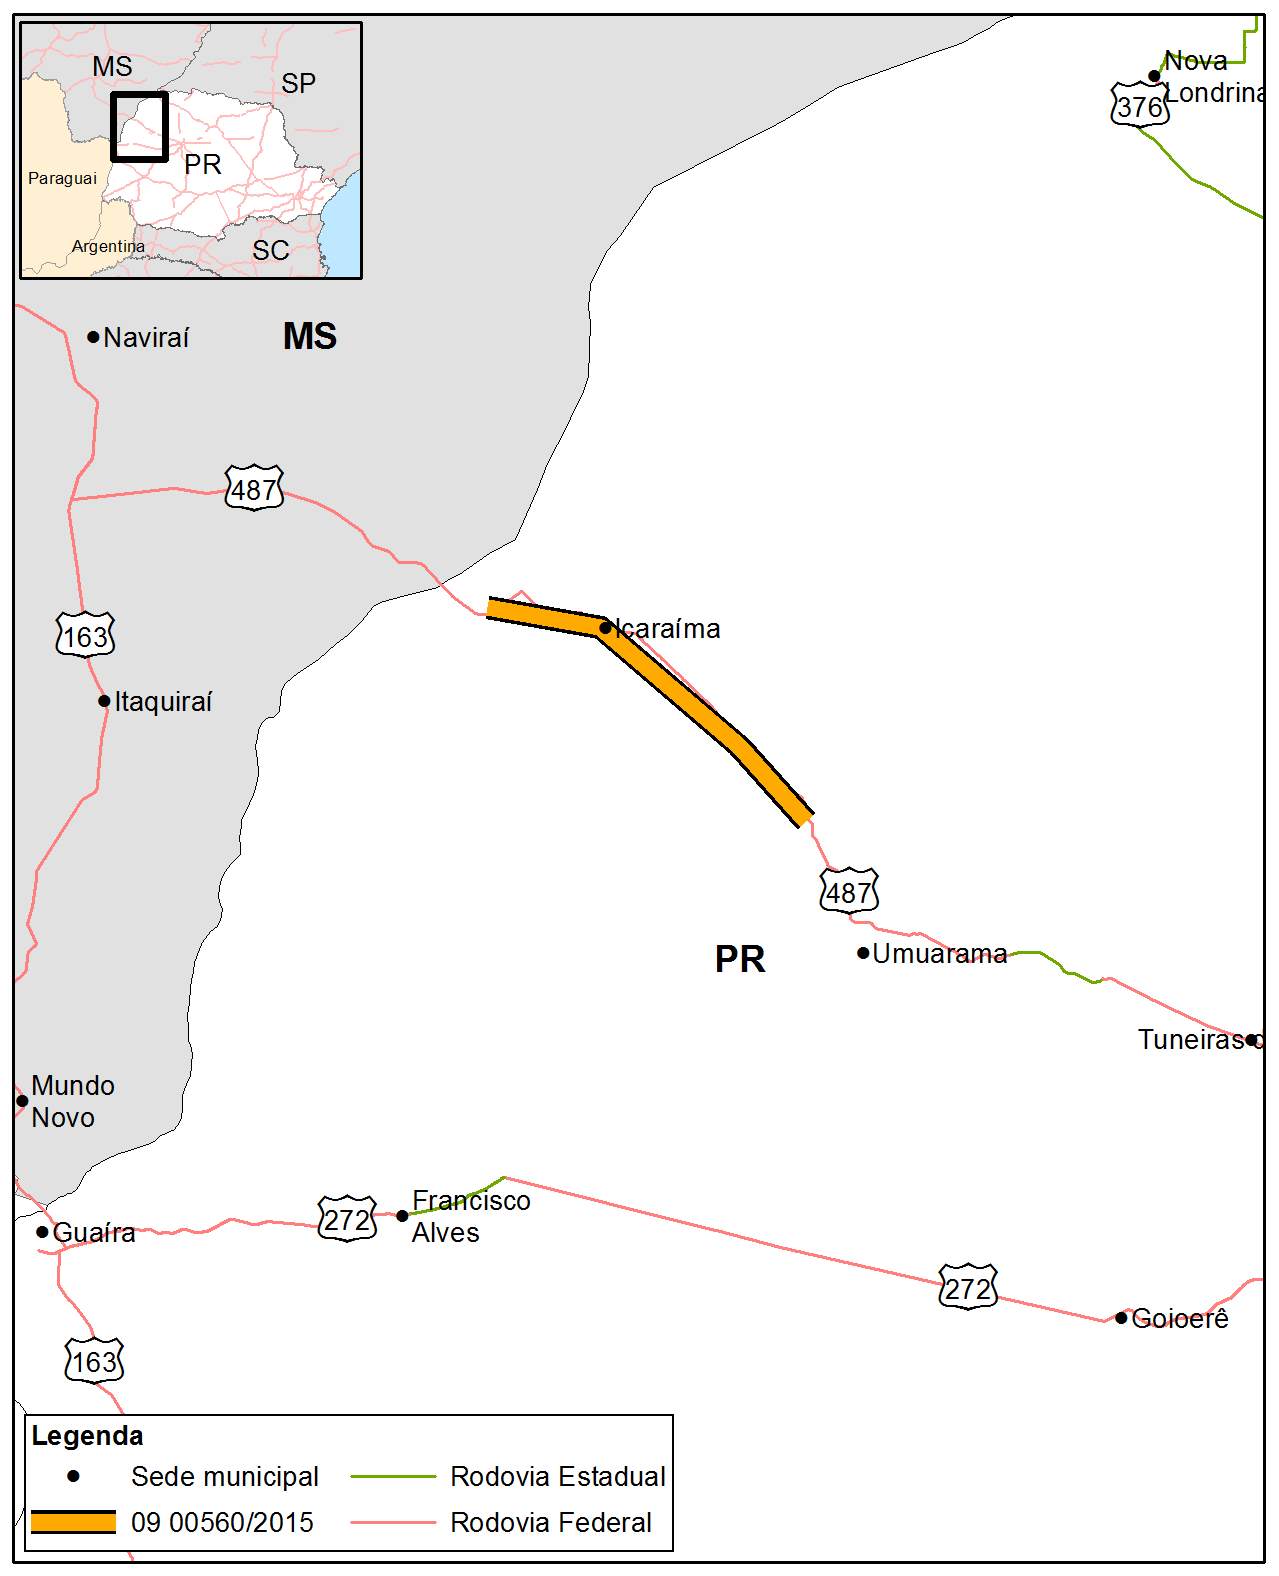 MS
SP
PR
Paraguai
Argentina
SC
Nova
Londrina
376
Naviraí
MS
487
163
Icaraíma
Itaquiraí
487
PR
Umuarama
Tuneiras d
Mundo
Novo
Francisco
Alves
272
Guaíra
272
Goioerê
163
Legenda
Sede municipal
Rodovia Estadual
09 00560/2015
Rodovia Federal